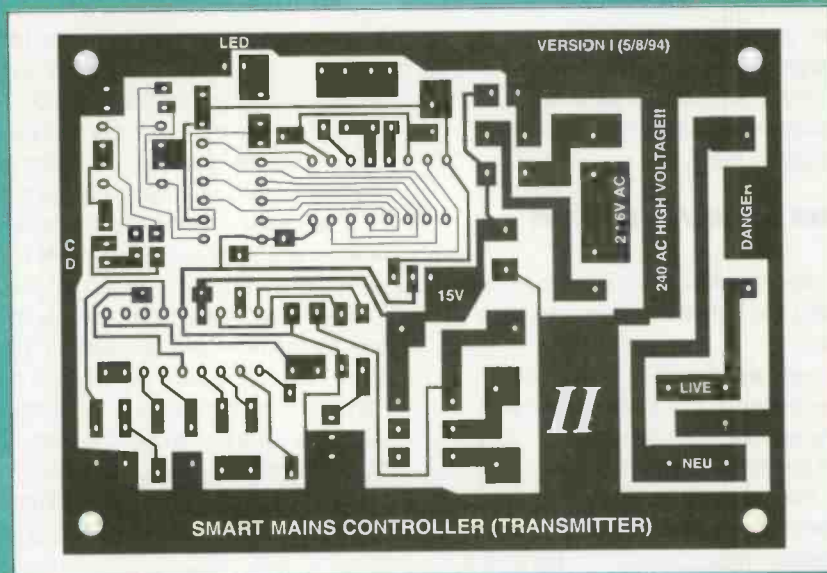 LED
VERSION I (5/8/94)
C
D
15V
2 * 6V AC
240 AC HIGH VOLTAGE!!
DANGER
LIVE
II
NEU
SMART MAINS CONTROLLER (TRANSMITTER)